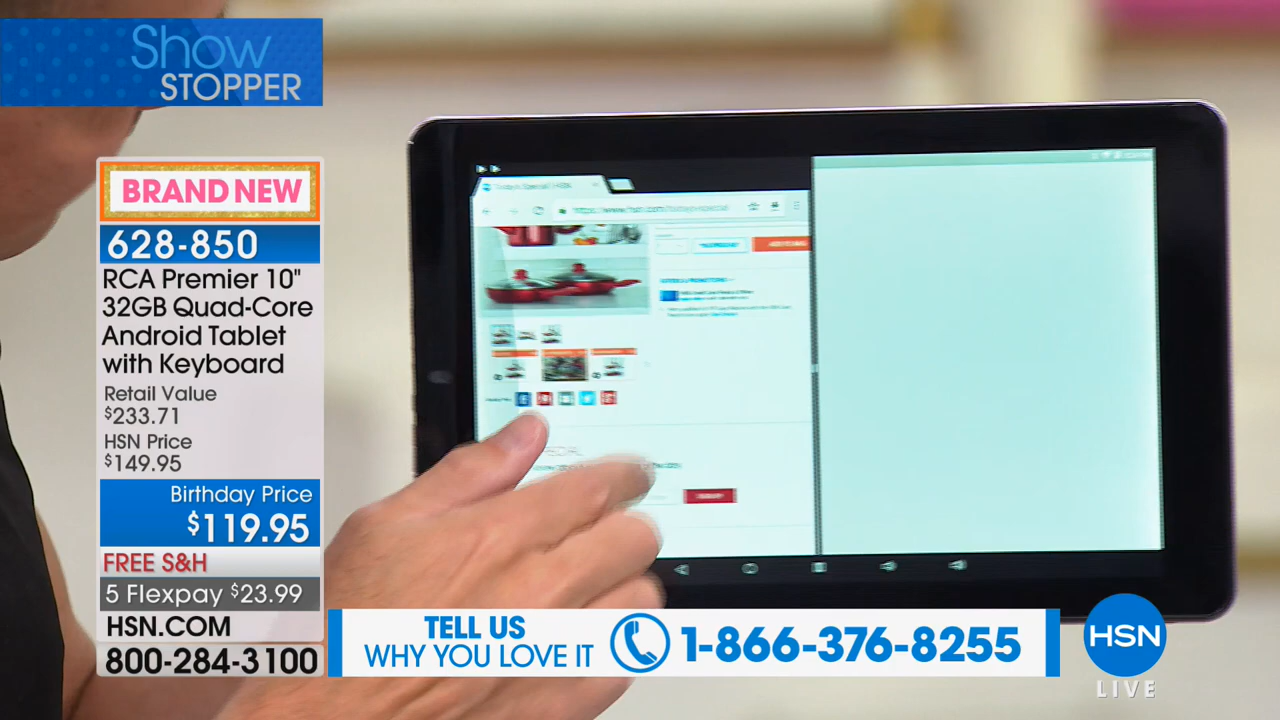 Show
STOPPER
BRAND NEW
628-850
RCA Premier 10"
32GB Quad-Core
Android Tablet
with Keyboard
Retail Value
$233.71
HSN Price
$149.95
Birthday Price
$119.95
FREE S&H
5 Flexpay $23.99
HSN.COM
800-284-3100
TELL US
WHY YOU LOVE IT
1-866-376-8255
HSN
LIVE